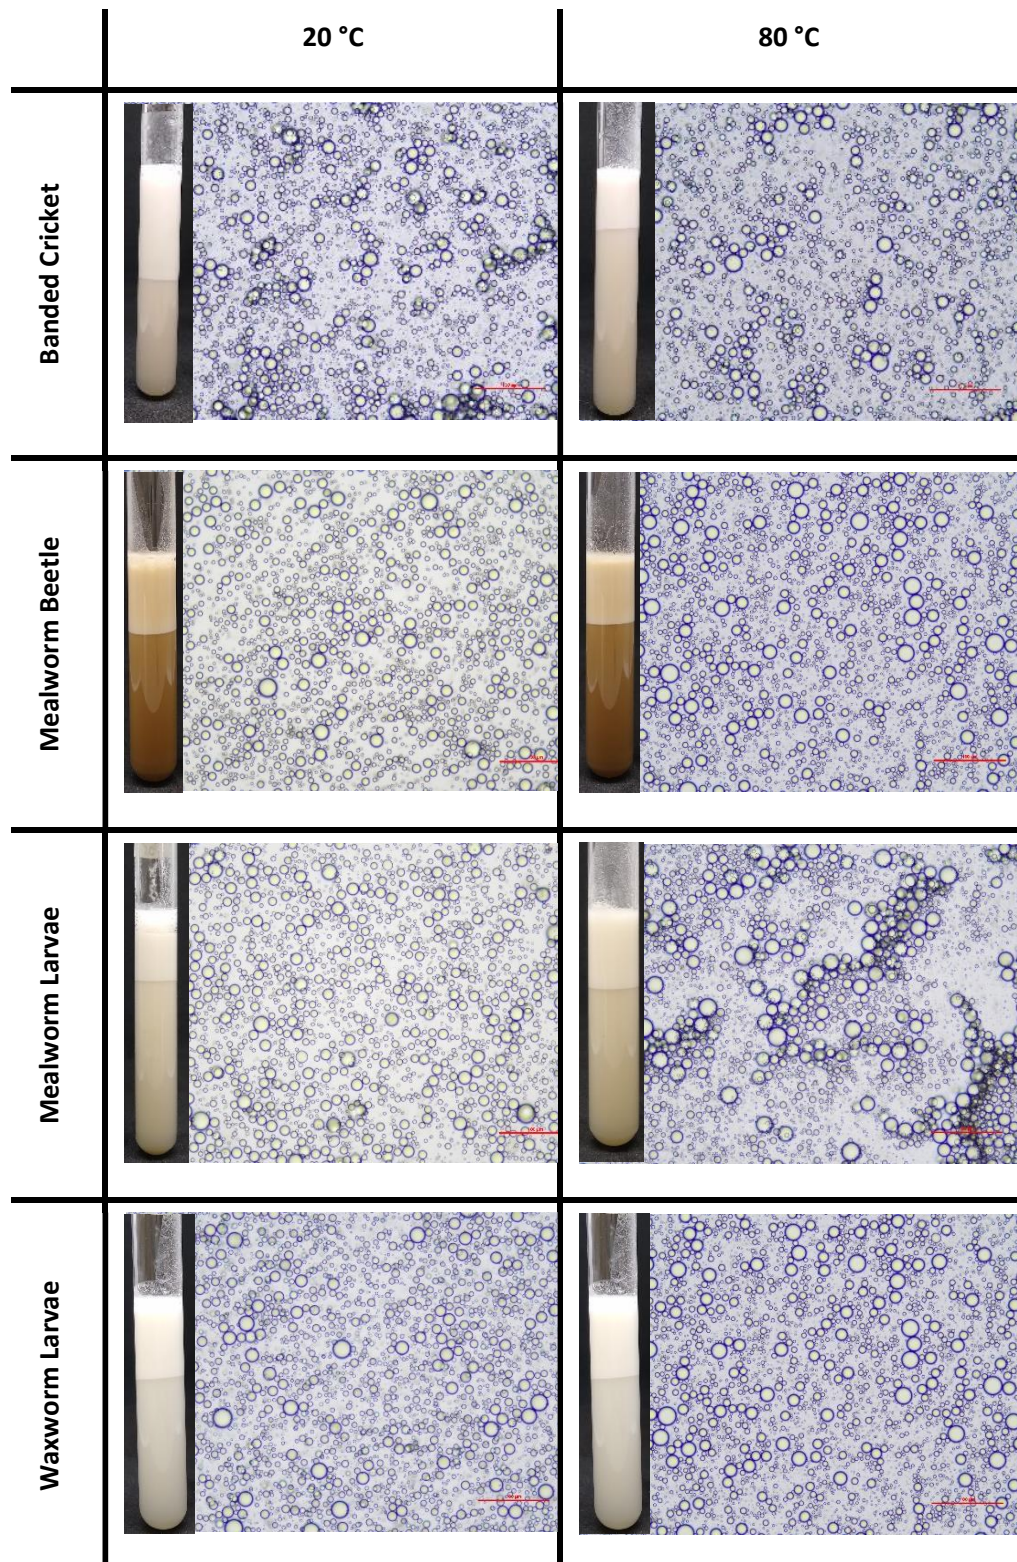 20 °C
80 °C
Banded Cricket
Mealworm Beetle
Mealworm Larvae
Waxworm Larvae